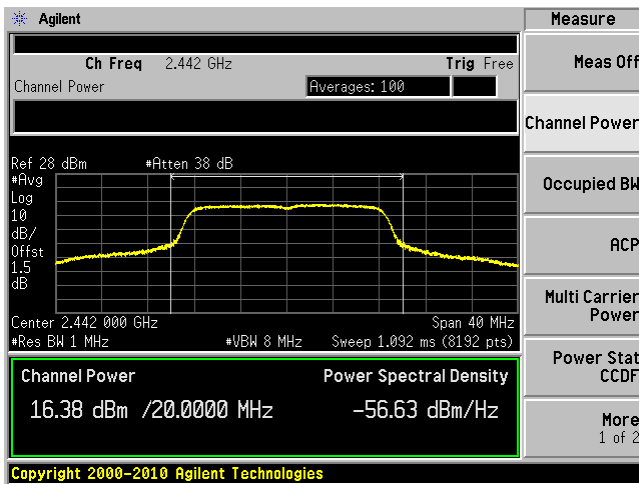 Agilent
Measure
Ch Freq 2.442 GHz Trig Free
Channel Power Averages: 100
Ref 28 dBm #Atten 38 dB
#Avg
Log
10
dB/
Offst
1.5
dB
Center 2.442 000 GHz Span 40 MHz
#Res BW 1 MHz #VBW 8 MHz Sweep 1.092 ms (8192 pts)
Channel Power Power Spectral Density
16.38 dBm /20.0000 MHz -56.63 dBm/Hz
Copyright 2000-2010 Agilent Technologies
Meas Off
Channel Power
Occupied BW
ACP
Multi Carrier
Power
Power Stat
CCDF
More
1 of 2